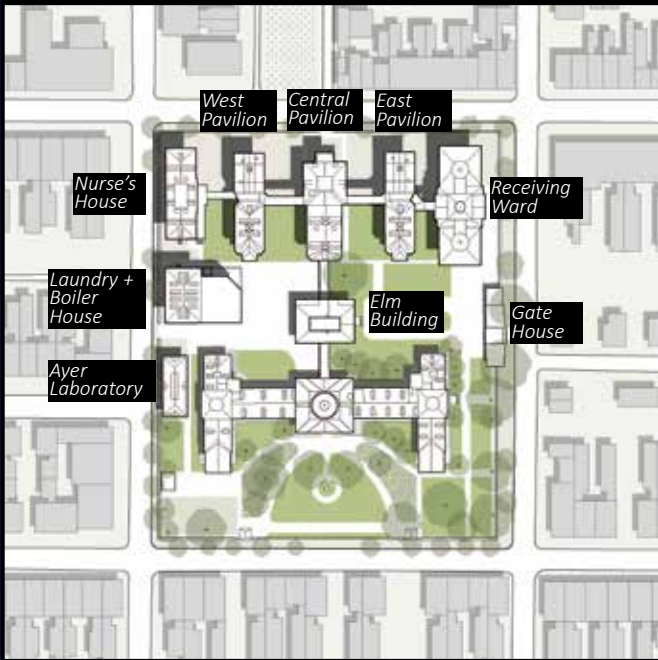 West
Pavilion
Central
Pavilion
East
Pavilion
Nurse's
House
Receiving
Ward
Laundry +
Boiler
House
Elm
Building
Gate
House
Ayer
Laboratory